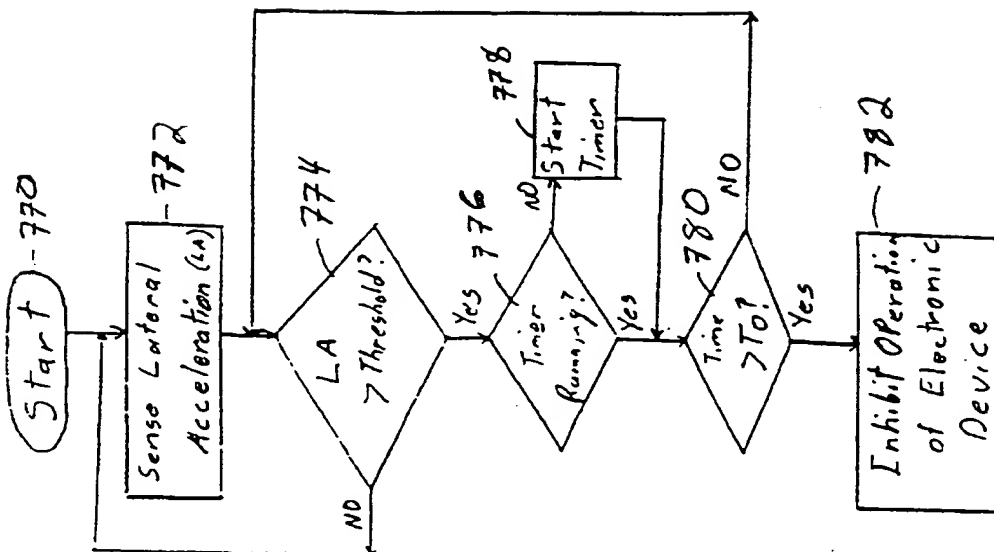 Start
770
Sense Lateral
Acceleration (LA)
772
LA
>Threshold?
774
NO
Yes
Timer
Running?
776
NO
Start
Timer
778
Yes
Time
>To?
780
NO
Yes
Inhibit OPeration
of Electronic
Device
782